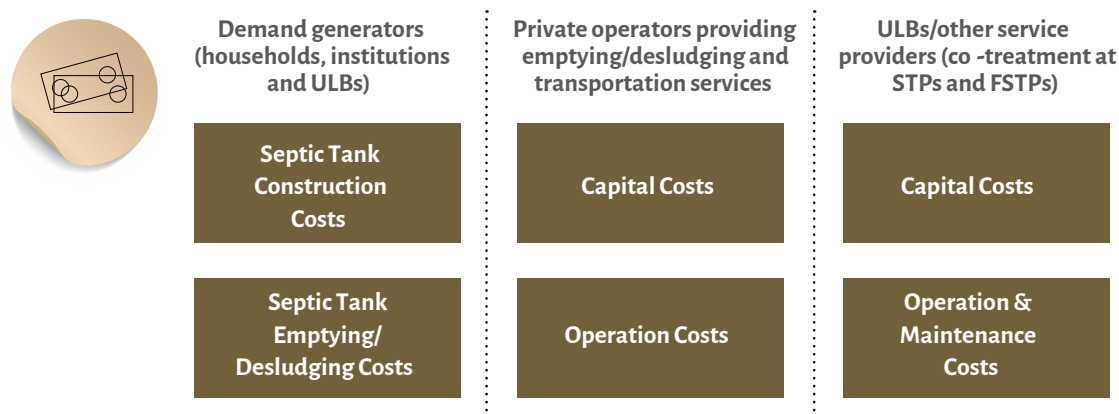 Demand generators
(households, institutions
and ULBs)
Private operators providing
emptying/desludging and
transportation services
ULBs/other service
providers (co -treatment at
STPs and FSTPs)
Septic Tank
Construction
Costs
Capital Costs
Capital Costs
Septic Tank
Emptying/
Desludging Costs
Operation Costs
Operation &
Maintenance
Costs